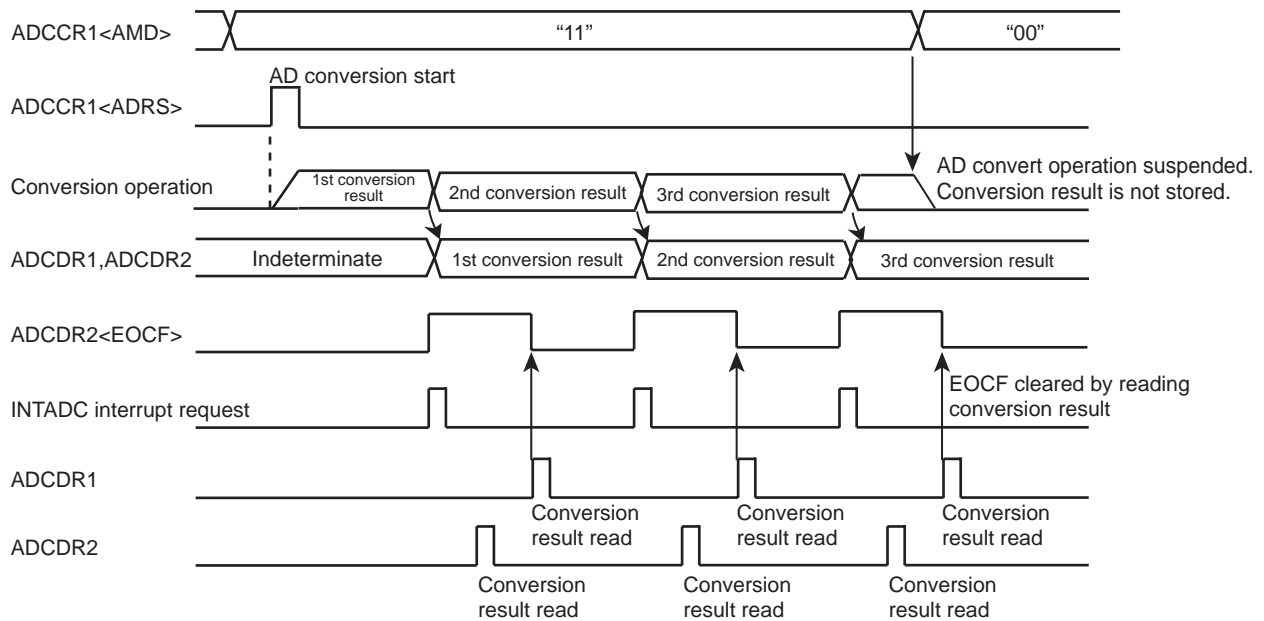 ADCCR1<AMD>
“11”
“00”
AD conversion start
ADCCR1<ADRS>
Conversion operation
1st conversion
result
2nd conversion result
3rd conversion result
AD convert operation suspended.
Conversion result is not stored.
ADCDR1,ADCDR2
Indeterminate
1st conversion result
2nd conversion result
3rd conversion result
ADCDR2<EOCF>
EOCF cleared by reading
conversion result
INTADC interrupt request
ADCDR1
Conversion
result read
Conversion
result read
Conversion
result read
ADCDR2
Conversion
result read
Conversion
result read
Conversion
result read